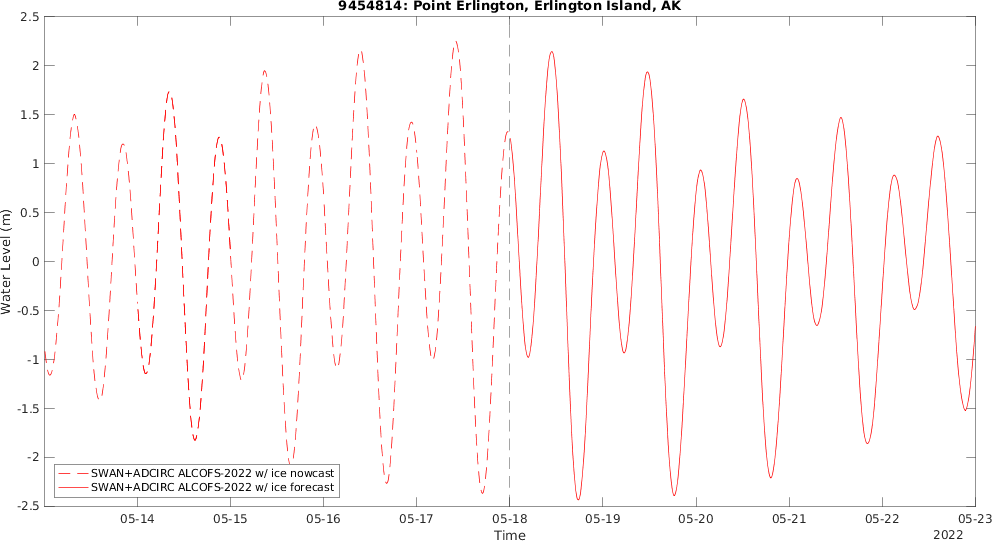 9454814: Point Erlington, Erlington Island, AK
2.5
2
1.5
1
0.5
0
-0.5
-1
-1.5
-2
-2.5
Water Level (m)
SWAN+ADCIRC ALCOFS-2022 w/ ice nowcast
SWAN+ADCIRC ALCOFS-2022 w/ ice forecast
05-14 05-15 05-16 05-17 05-18 05-19 05-20 05-21 05-22 05-23
Time
2022